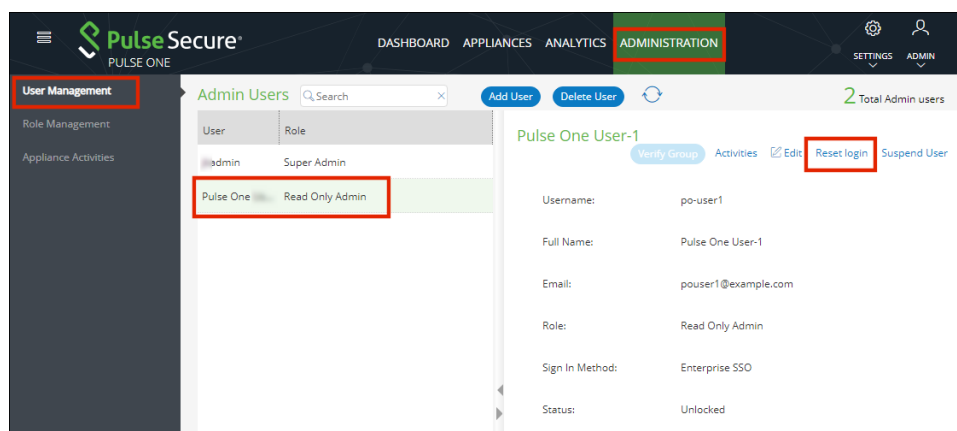 Pulse Secure®
PULSE ONE
DASHBOARD APPLIANCES ANALYTICS ADMINISTRATION
SETTINGS ADMIN
User Management
Role Management
Appliance Activities
Admin Users Search × Add User Delete User 2 Total Admin users
User Role
admin Super Admin
Pulse One Read Only Admin
Pulse One User-1
Verify Group Activities Edit Reset login Suspend User
Username: po-user1
Full Name: Pulse One User-1
Email: pouser1@example.com
Role: Read Only Admin
Sign In Method: Enterprise SSO
Status: Unlocked